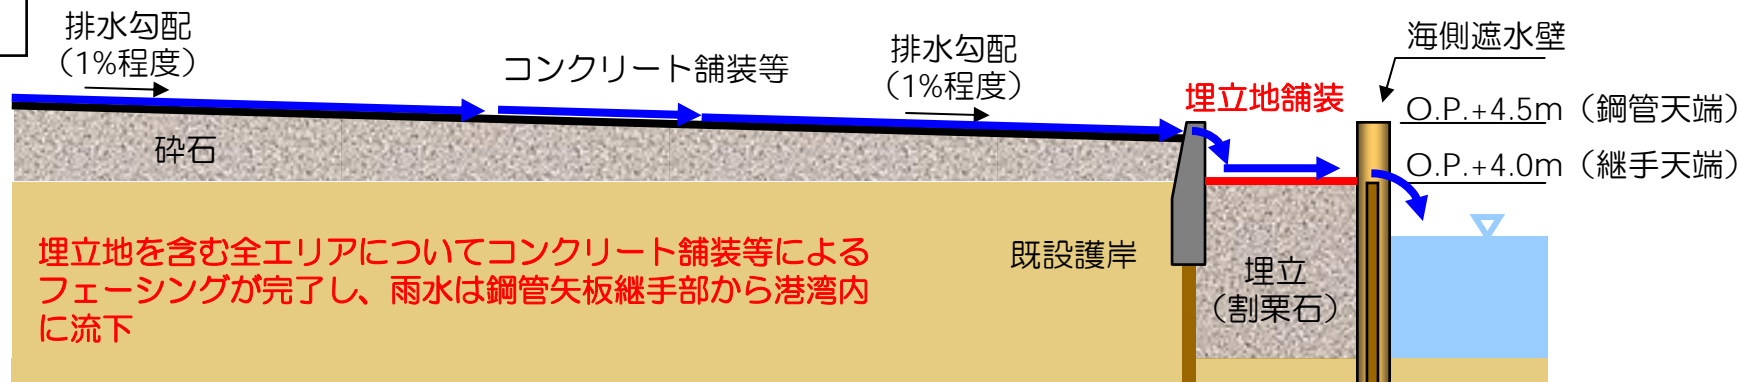 排水勾配
（1%程度）
コンクリート舗装等
排水勾配
（1%程度）
埋立地舗装
海側遮水壁
O.P.+4.5m（鋼管天端）
O.P.+4.0m（継手天端）
砕石
埋立地を含む全エリアについてコンクリート舗装等による
フェーシングが完了し、雨水は鋼管矢板継手部から港湾内
に流下
既設護岸
埋立
（割栗石）